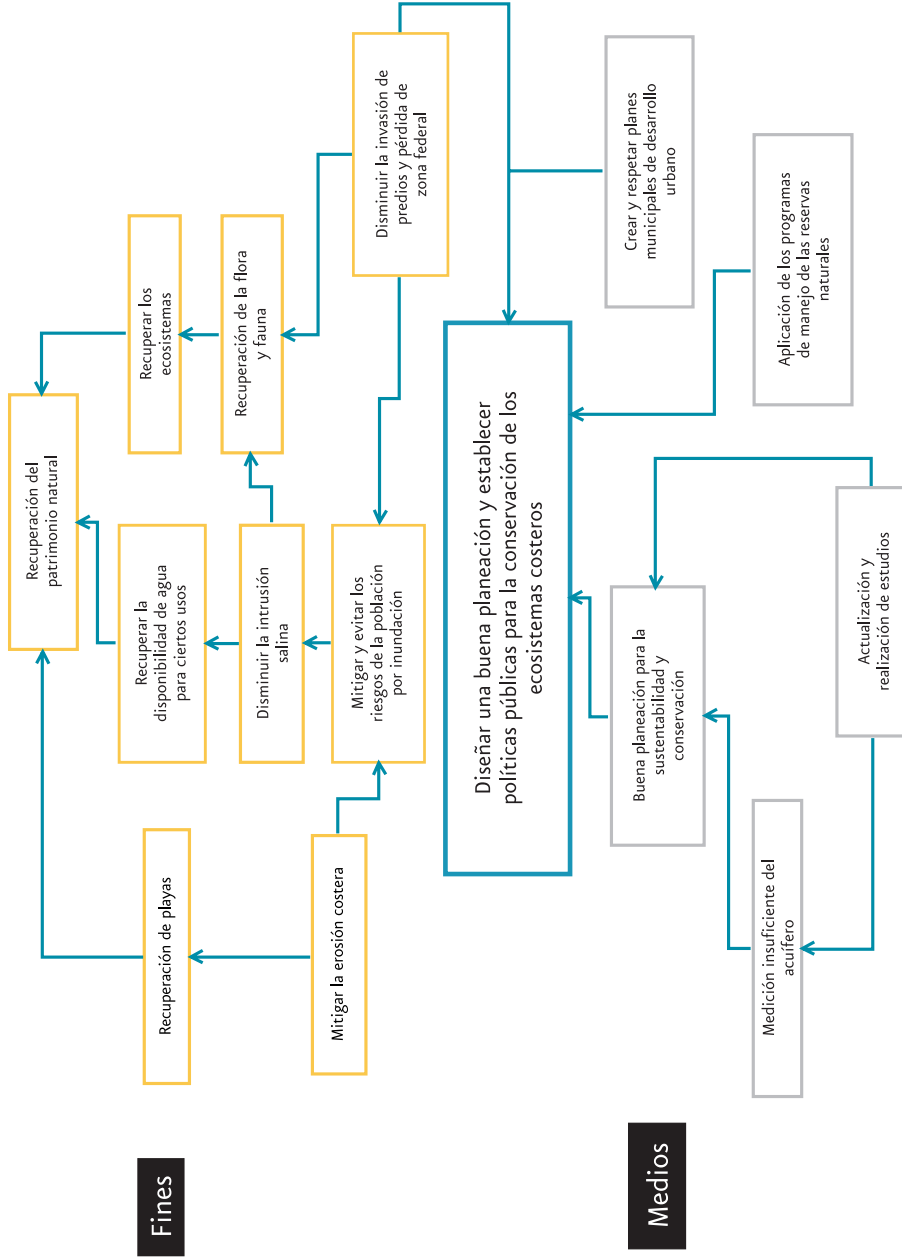 Fines
Recuperación del
patrimonio natural
Recuperación de playas
Recuperar la
disponibilidad de agua
para ciertos usos
Recuperar los
ecosistemas
Disminuir la intrusión
salina
Recuperación de la flora
y fauna
Mitigar la erosión costera
Mitigar y evitar los
riesgos de la población
por inundación
Disminuir la invasión de
predios y pérdida de
zona federal
Diseñar una buena planeación y establecer
políticas públicas para la conservación de los
ecosistemas costeros
Medios
Buena planeación para la
sustentabilidad y
conservación
Crear y respetar planes
municipales de desarrollo
urbano
Medición insuficiente del
acuífero
Aplicación de los programas
de manejo de las reservas
naturales
Actualización y
realización de estudios